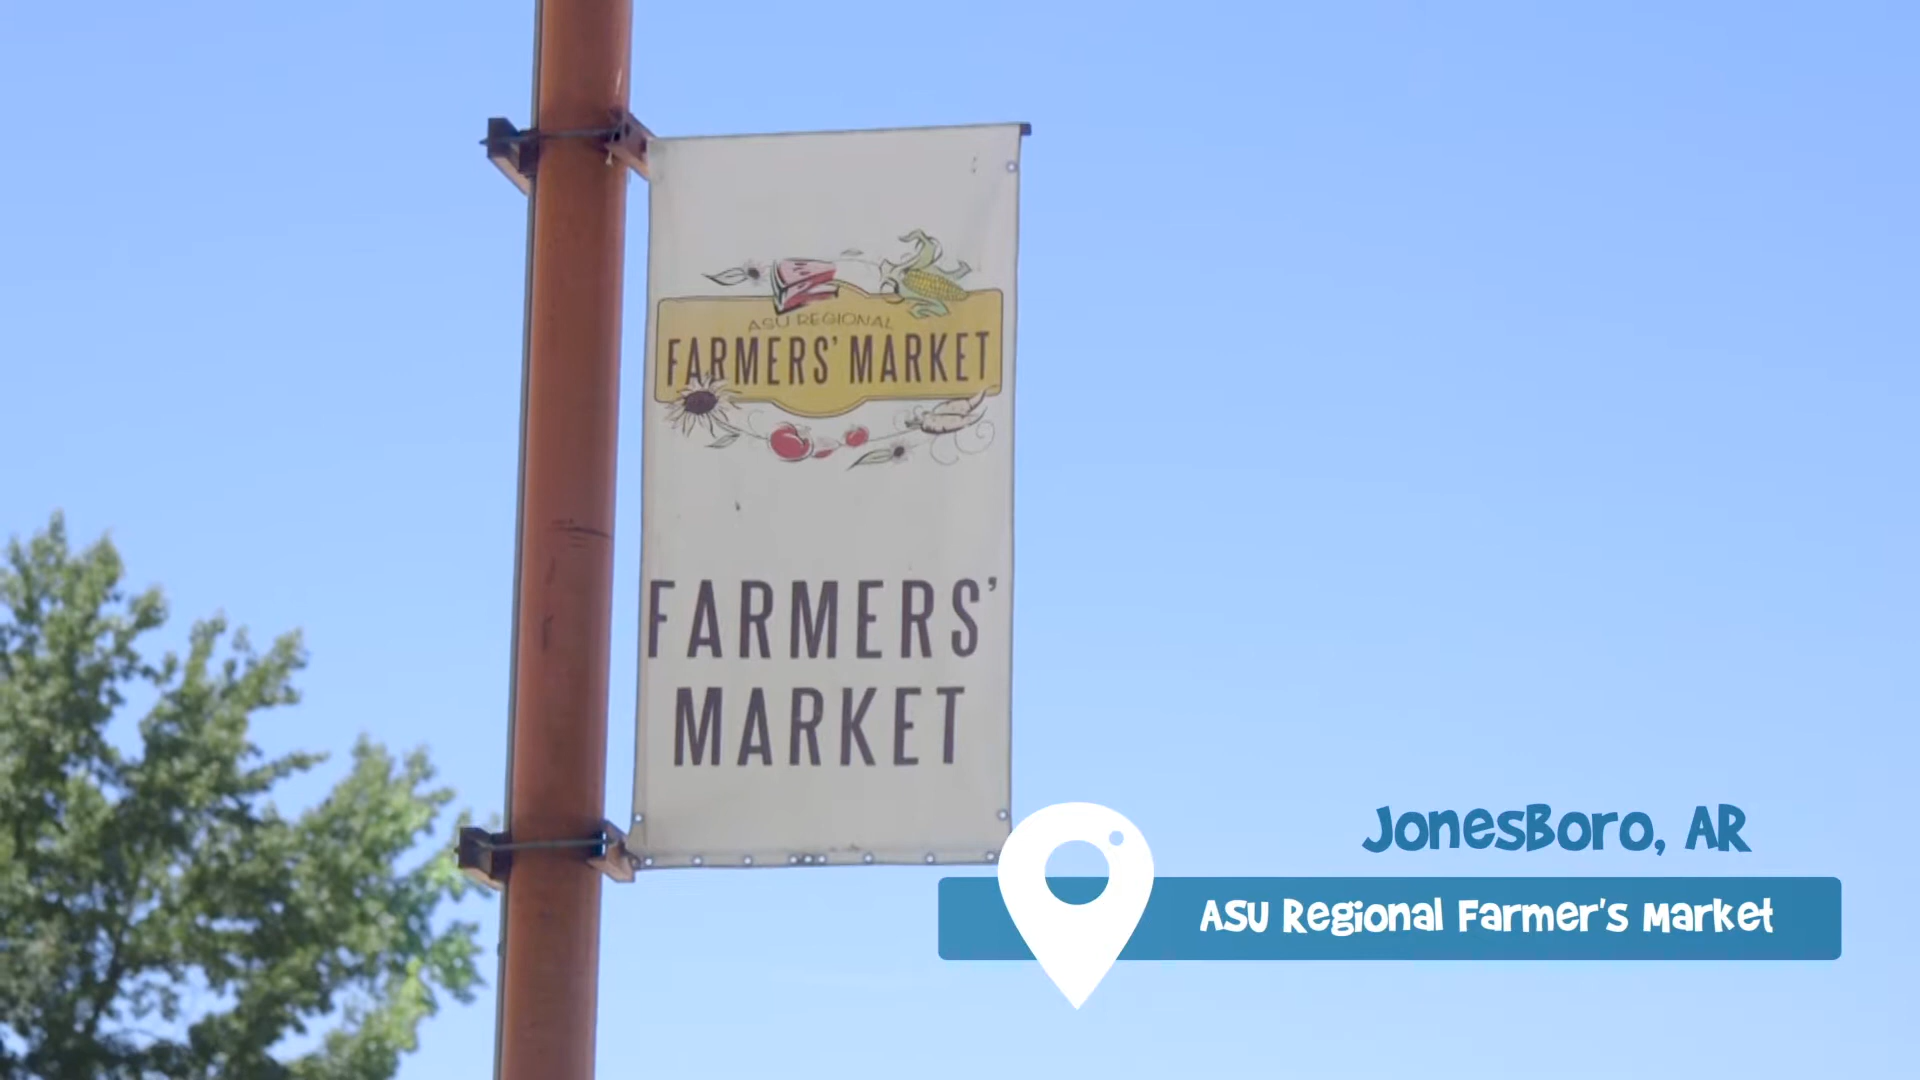 ASU REGIONAL
FARMERS' MARKET
FARMERS'
MARKET
JonesBoro, AR
ASU Regional Farmer's Market